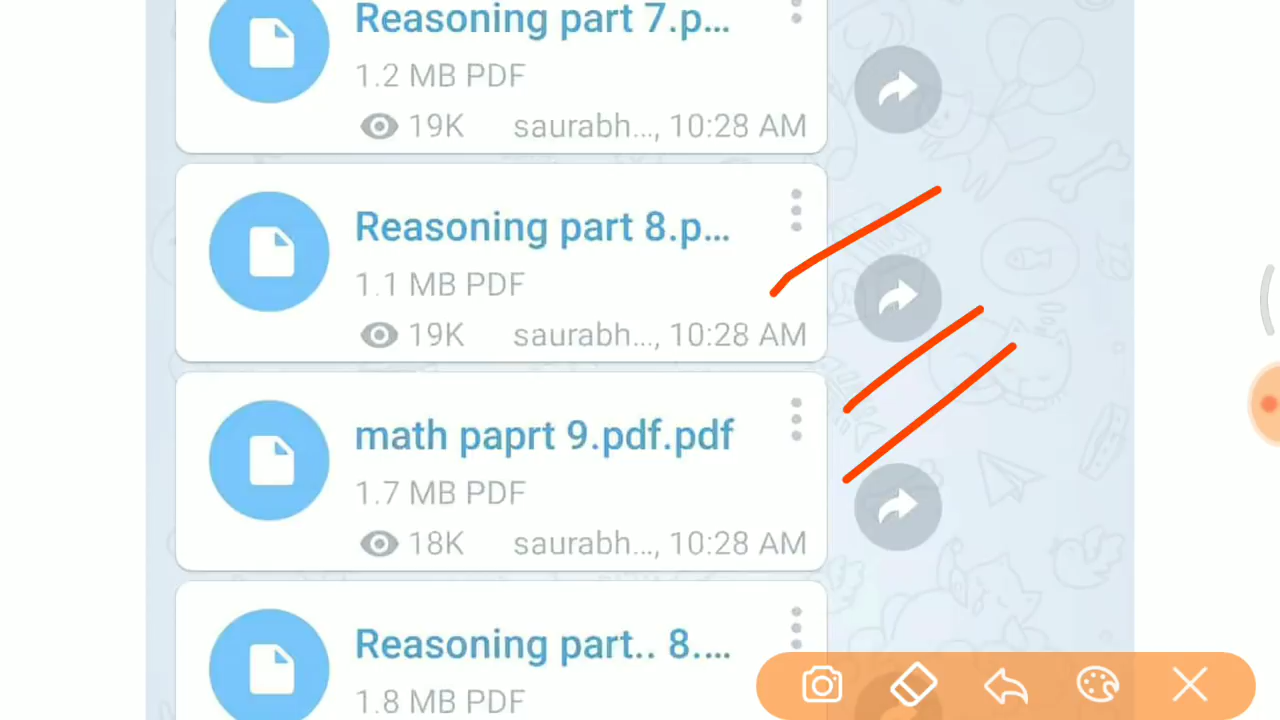 Reasoning part 7.p...
1.2 MB PDF
19K saurabh..., 10:28 AM
Reasoning part 8.p...
1.1 MB PDF
19K saurabh..., 10:28 AM
math paprt 9.pdf.pdf
1.7 MB PDF
18K saurabh..., 10:28 AM
Reasoning part.. 8....
1.8 MB PDF